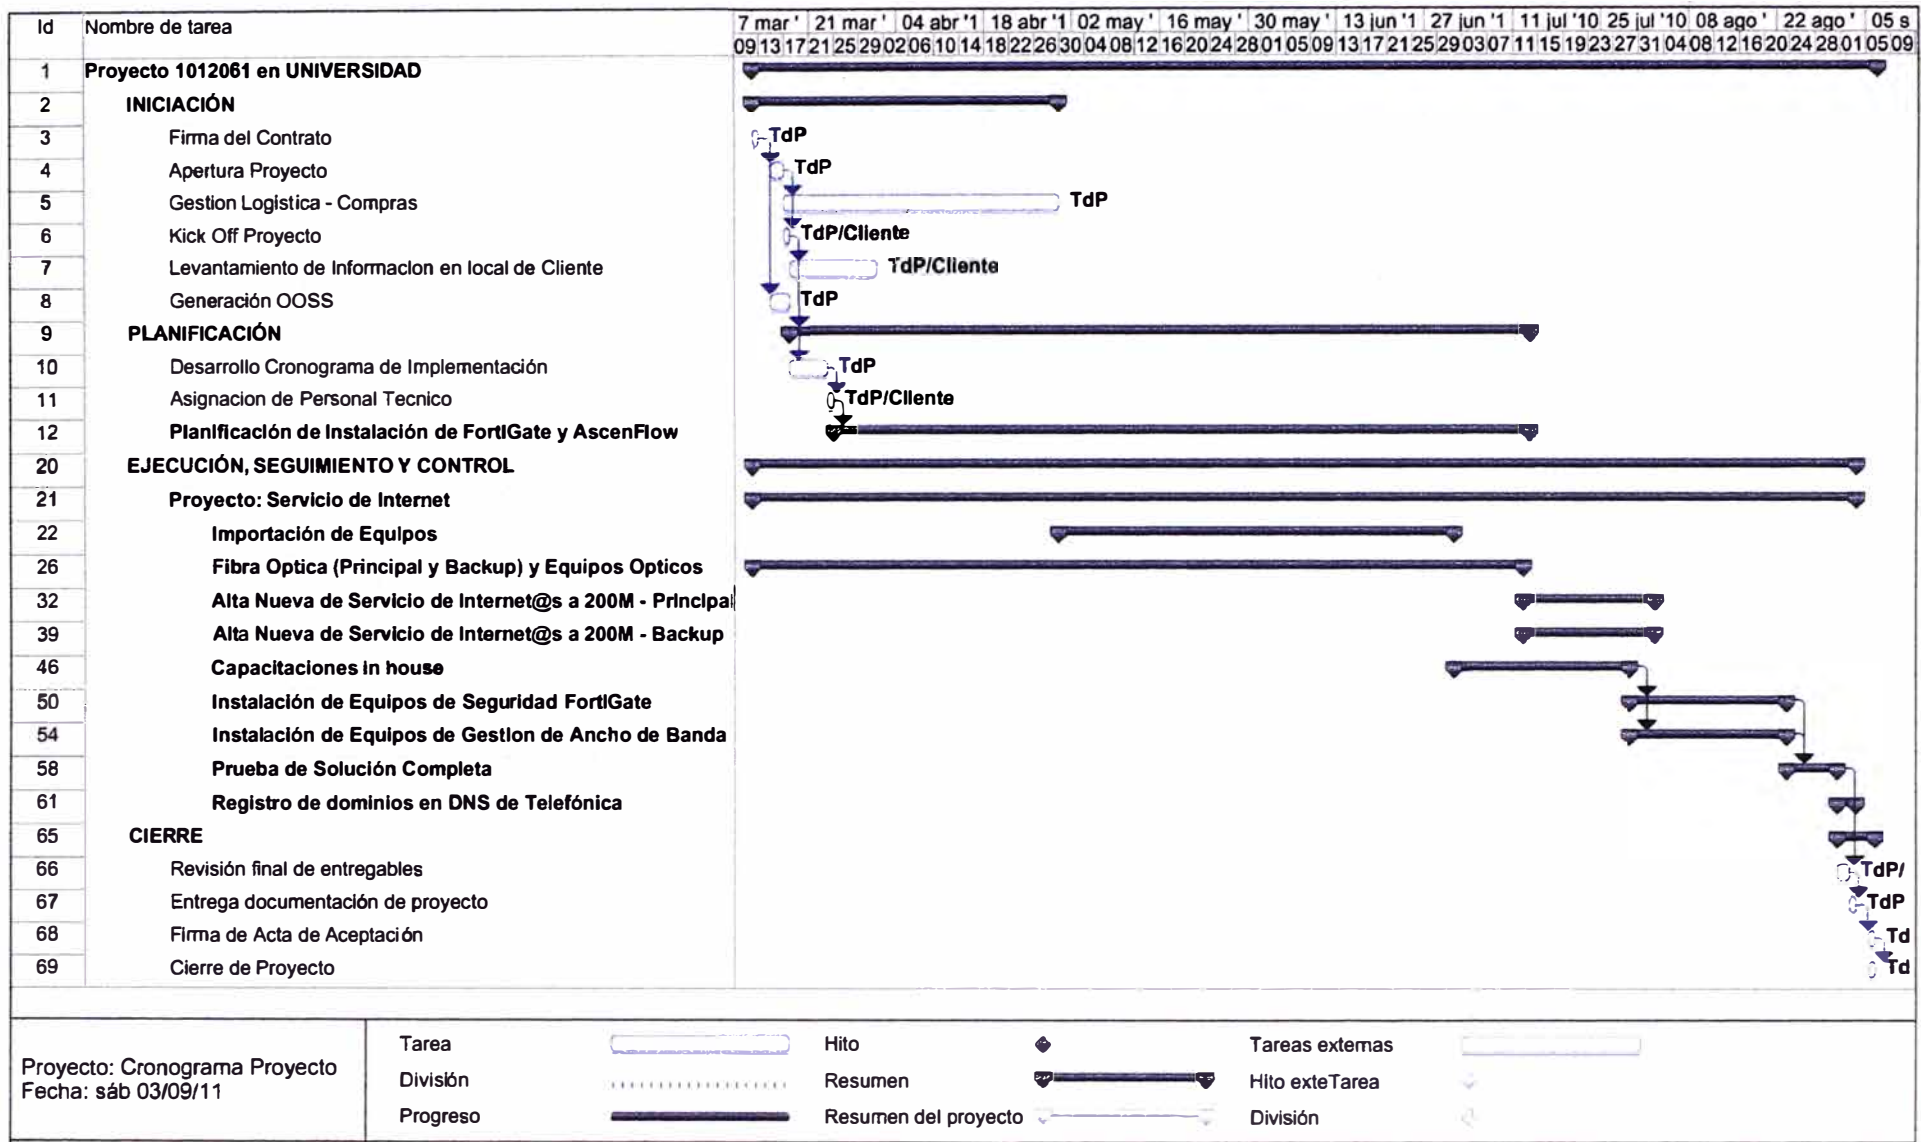 Id Nombre de tarea 7 mar ' 21 mar ' 04 abr '1 18 abr '1 02 may ' 16 may ' 30 may ' 13 jun '1 27 jun '1 11 jul '10 25 jul '10 08 ago ' 22 ago ' 05 s
09 13 17 21 25 29 02 06 10 14 18 22 26 30 04 08 12 16 20 24 28 01 05 09 13 17 21 25 29 03 07 11 15 19 23 27 31 04 08 12 16 20 24 28 01 05 09
1 Proyecto 1012061 en UNIVERSIDAD
2 INICIACIÓN
3 Firma del Contrato TdP
4 Apertura Proyecto TdP
5 Gestion Logistica - Compras TdP
6 Kick Off Proyecto TdP/Cliente
7 Levantamiento de Informacion en local de Cliente TdP/Cliente
8 Generación OOSS TdP
9 PLANIFICACIÓN
10 Desarrollo Cronograma de Implementación TdP
11 Asignacion de Personal Tecnico TdP/Cliente
12 Planificación de Instalación de FortiGate y AscenFlow
20 EJECUCIÓN, SEGUIMIENTO Y CONTROL
21 Proyecto: Servicio de Internet
22 Importación de Equipos
26 Fibra Optica (Principal y Backup) y Equipos Opticos
32 Alta Nueva de Servicio de Internet@s a 200M - Principal
39 Alta Nueva de Servicio de Internet@s a 200M - Backup
46 Capacitaciones in house
50 Instalación de Equipos de Seguridad FortiGate
54 Instalación de Equipos de Gestion de Ancho de Banda
58 Prueba de Solución Completa
61 Registro de dominios en DNS de Telefónica
65 CIERRE
66 Revisión final de entregables TdP/
67 Entrega documentación de proyecto TdP
68 Firma de Acta de Aceptación Td
69 Cierre de Proyecto Td
Proyecto: Cronograma Proyecto
Fecha: sáb 03/09/11
Tarea Hito Tareas externas
División Resumen Hito exteTarea
Progreso Resumen del proyecto División